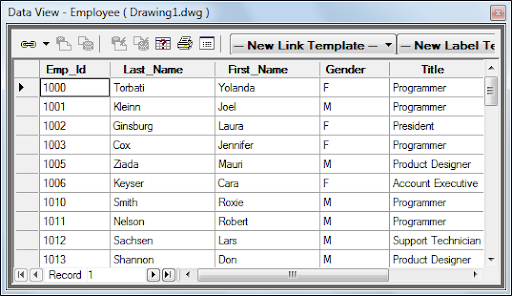 Data View - Employee ( Drawing1.dwg )
— New Link Template — — New Label Te
Emp_Id Last_Name First_Name Gender Title
1000 Torbati Yolanda F Programmer
1001 Kleinn Joel M Programmer
1002 Ginsburg Laura F President
1003 Cox Jennifer F Programmer
1005 Ziada Mauri M Product Designer
1006 Keyser Cara F Account Executive
1010 Smith Roxie M Programmer
1011 Nelson Robert M Programmer
1012 Sachsen Lars M Support Technician
1013 Shannon Don M Product Designer
Record 1